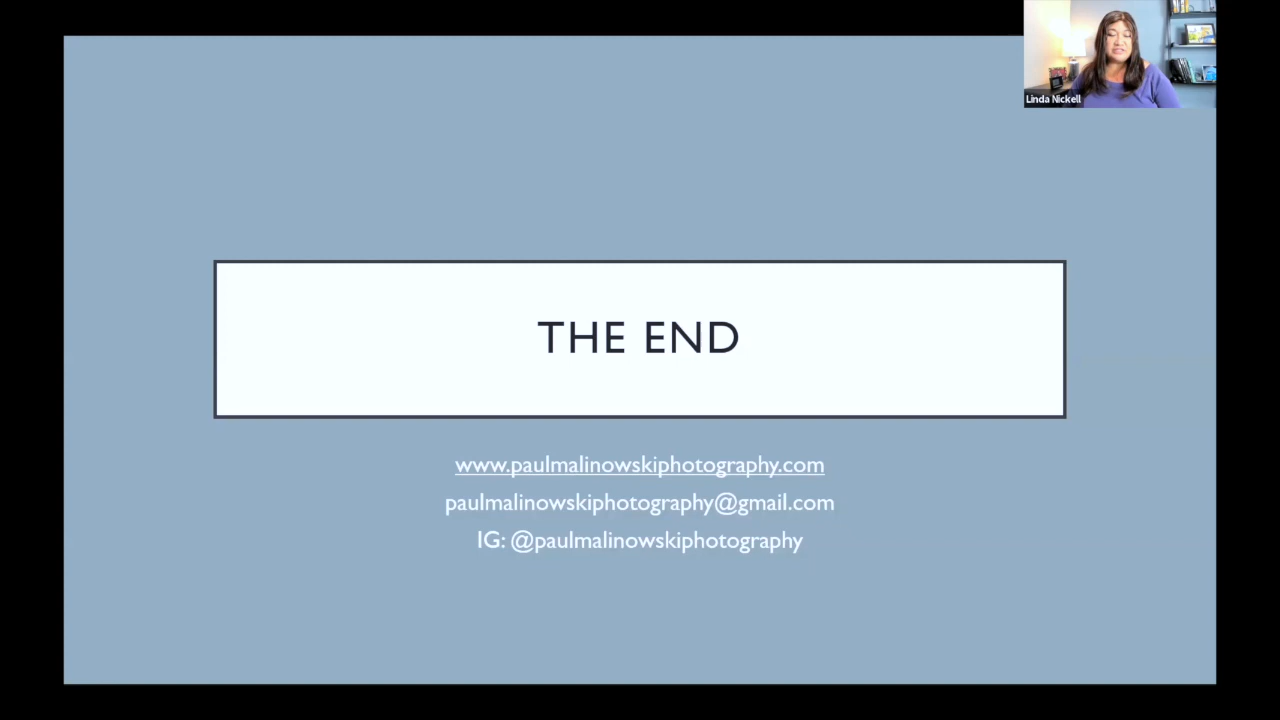 Linda Nickell
THE END
www.paulmalinowskiphotography.com
paulmalinowskiphotography@gmail.com
IG: @paulmalinowskiphotography